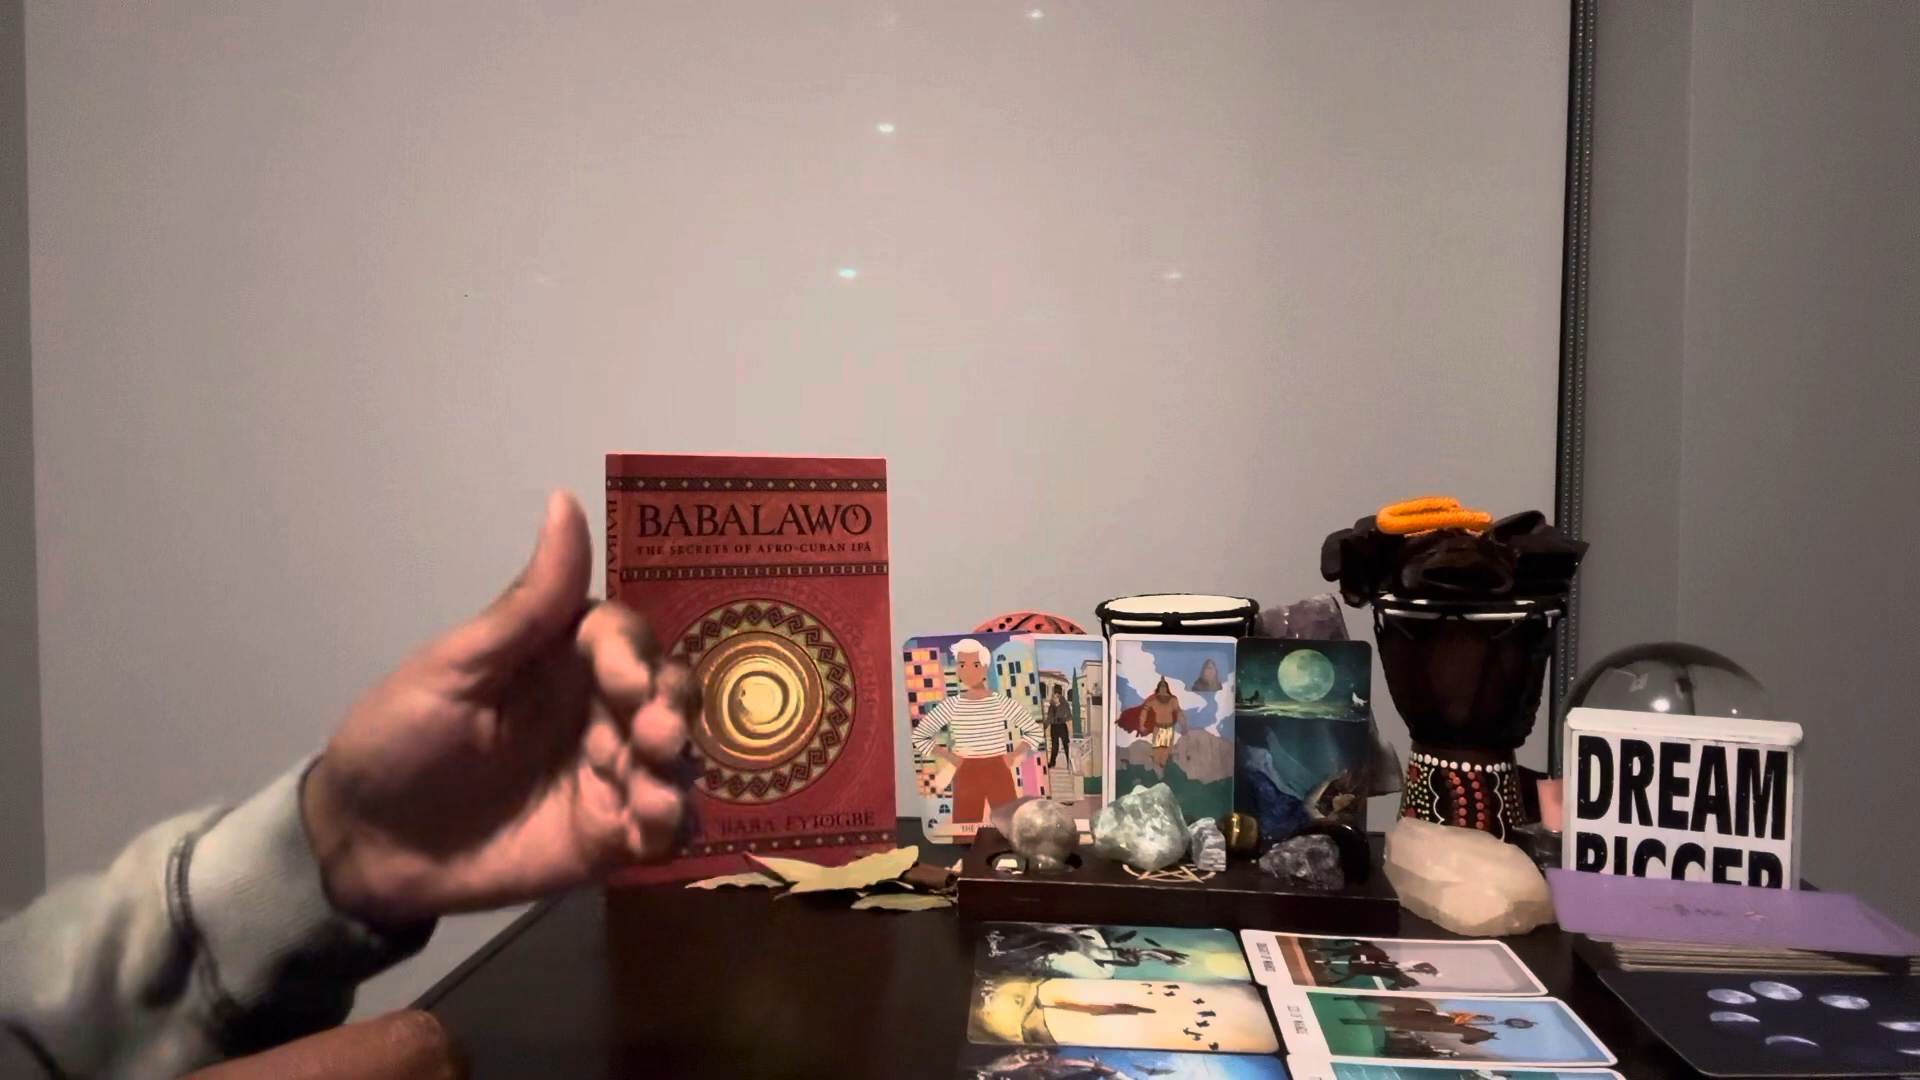 BABALAWO
THE SECRETS OF AFRO-CUBAN IFÁ
BABA EYIOGBE
DREAM
BIGGER